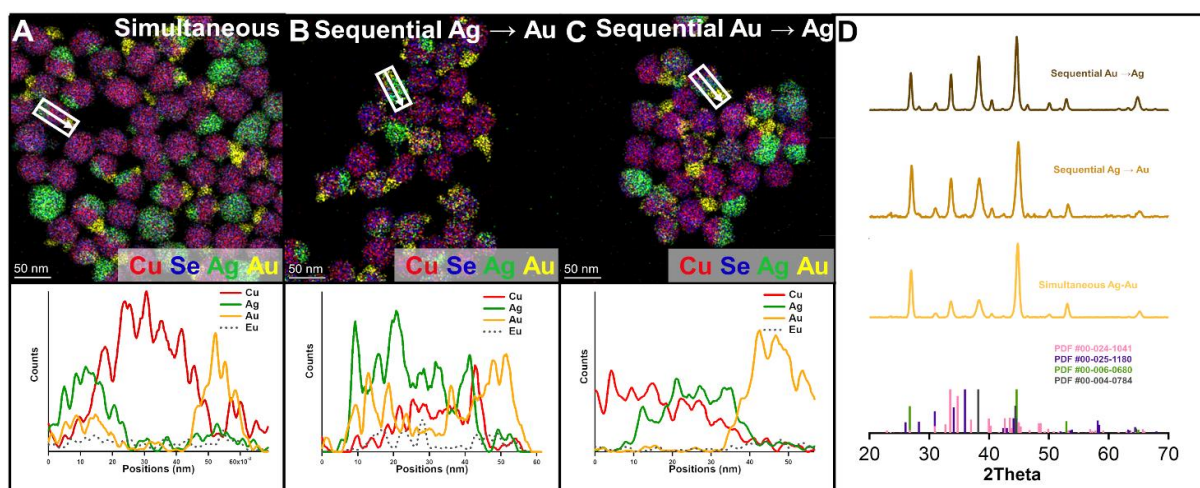 A Simultaneous
50 nm
Cu Se Ag Au
Counts
Cu
Ag
Au
Eu
0 10 20 30 40 50 60x10⁻⁴
Positions (nm)
B Sequential Ag → Au
50 nm
Cu Se Ag Au
Counts
Cu
Ag
Au
Eu
0 10 20 30 40 50 60
Positions (nm)
C Sequential Au → Ag
50 nm
Cu Se Ag Au
Counts
Cu
Ag
Au
Eu
0 10 20 30 40 50
Positions (nm)
D
Sequential Au →Ag
Sequential Ag → Au
Simultaneous Ag-Au
PDF #00-024-1041
PDF #00-025-1180
PDF #00-006-0680
PDF #00-004-0784
20 30 40 50 60 70
2Theta